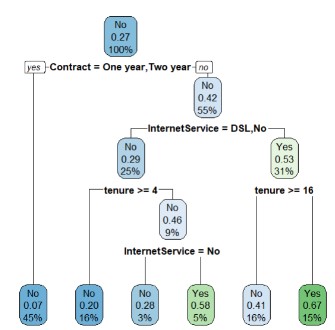 No
0.27
100%
yes Contract = One year,Two year no
No
0.42
55%
InternetService = DSL,No
No
0.29
25%
Yes
0.53
31%
tenure >= 4
tenure >= 16
No
0.46
9%
InternetService = No
No
0.07
45%
No
0.20
16%
No
0.28
3%
Yes
0.58
5%
No
0.41
16%
Yes
0.67
15%